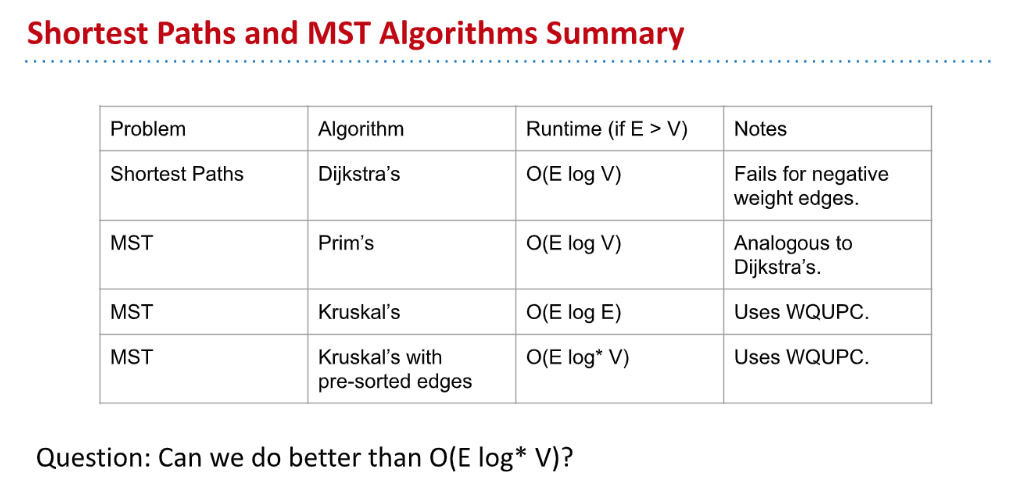 Shortest Paths and MST Algorithms Summary
Problem Algorithm Runtime (if E > V) Notes
Shortest Paths Dijkstra’s O(E log V) Fails for negative
weight edges.
MST Prim’s O(E log V) Analogous to
Dijkstra’s.
MST Kruskal’s O(E log E) Uses WQUPC.
MST Kruskal’s with O(E log* V) Uses WQUPC.
pre-sorted edges
Question: Can we do better than O(E log* V)?